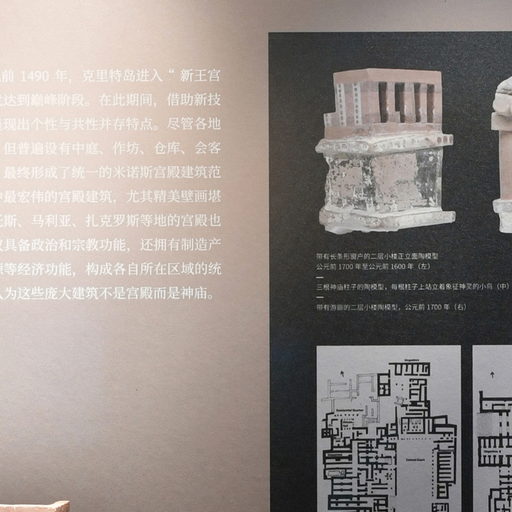 前 1490 年，克里特岛进入“ 新王宫
达到巅峰阶段。在此期间，借助新技
现出个性与共性并存特点。尽管各地
但普遍设有中庭、作坊、仓库、会客
最终形成了统一的米诺斯宫殿建筑范
最宏伟的宫殿建筑，尤其精美壁画堪
斯、马利亚、扎克罗斯等地的宫殿也
具备政治和宗教功能，还拥有制造产
等经济功能，构成各自所在区域的统
为这些庞大建筑不是宫殿而是神庙。
带有长条形窗户的二层小楼正立面陶模型
公元前 1700 年至公元前 1600 年（左）
三根神庙柱子的陶模型，每根柱子上站立着象征神灵的小鸟（中）
带有游廊的二层小楼陶模型，公元前 1700 年（右）